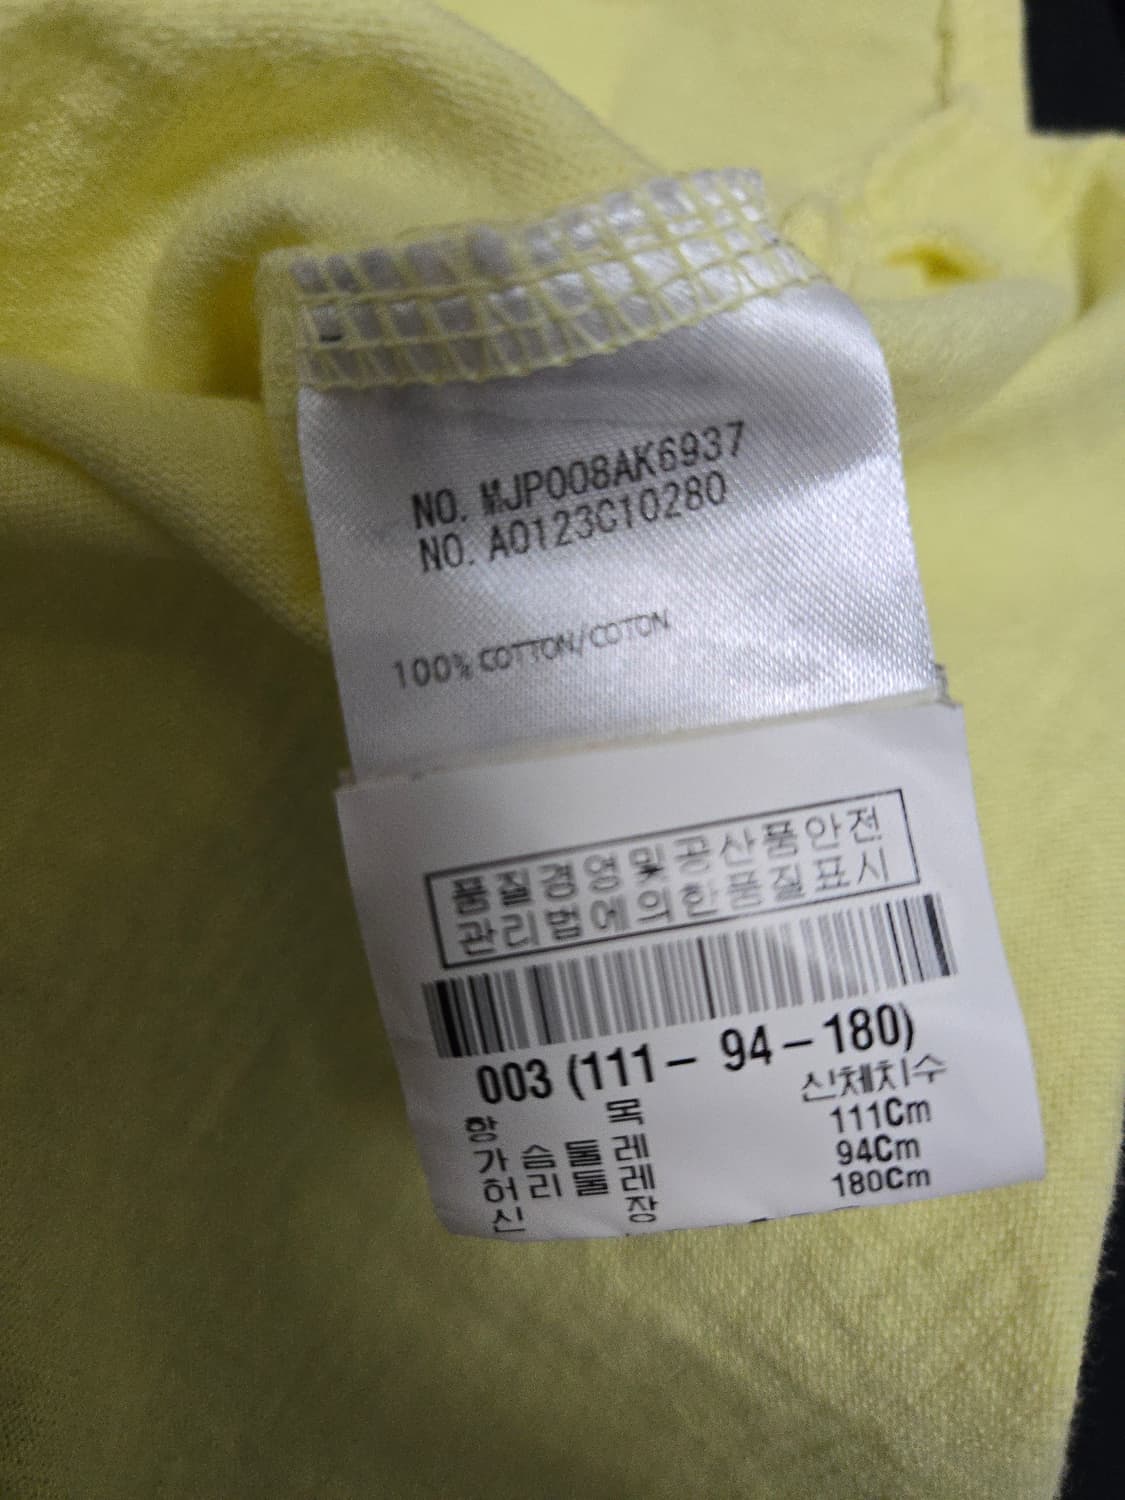 NO. MJP008AK6937
NO. A0123C10280
100% COTTON/COTON
품질경영및공산품안전
관리법에의한품질표시
003 (111- 94-180)
항 목 신체치수
가슴둘레 111Cm
허리둘레 94Cm
신 장 180Cm